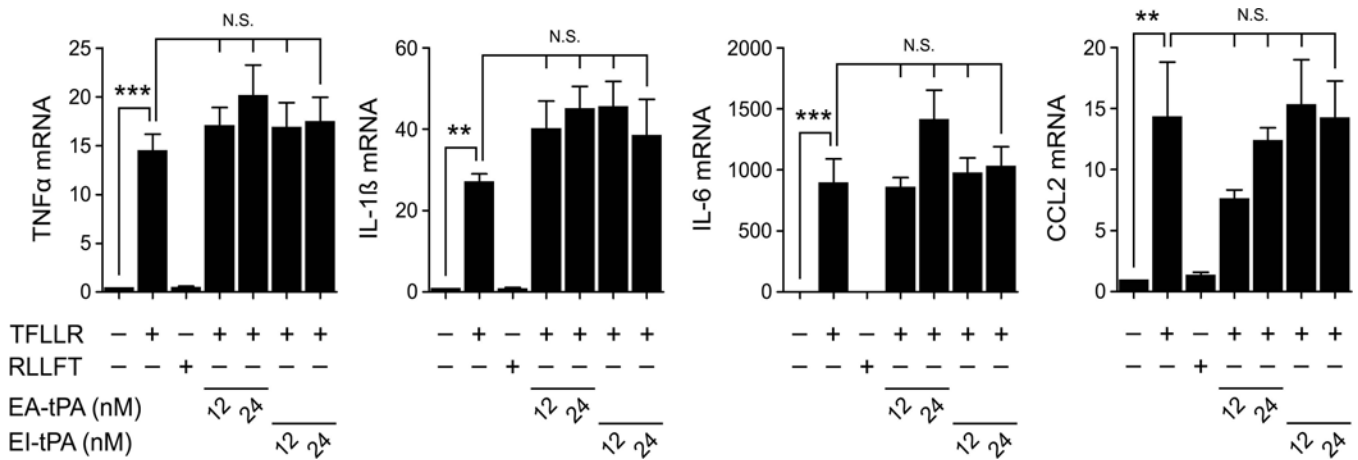 N.S. N.S. N.S. N.S.
*** ** *** **
TNFα mRNA
25
20
15
10
5
0
IL-1ß mRNA
60
40
20
0
IL-6 mRNA
2000
1500
1000
500
0
CCL2 mRNA
20
15
10
5
0
TFLLR – + – + + + + – + – + + + + – + – + + + + – + – + + + +
RLLFT – – + – – – – – – + – – – – – – + – – – – – – + – – – –
EA-tPA (nM) 12 24 12 24 12 24 12 24
EI-tPA (nM) 12 24 12 24 12 24 12 24